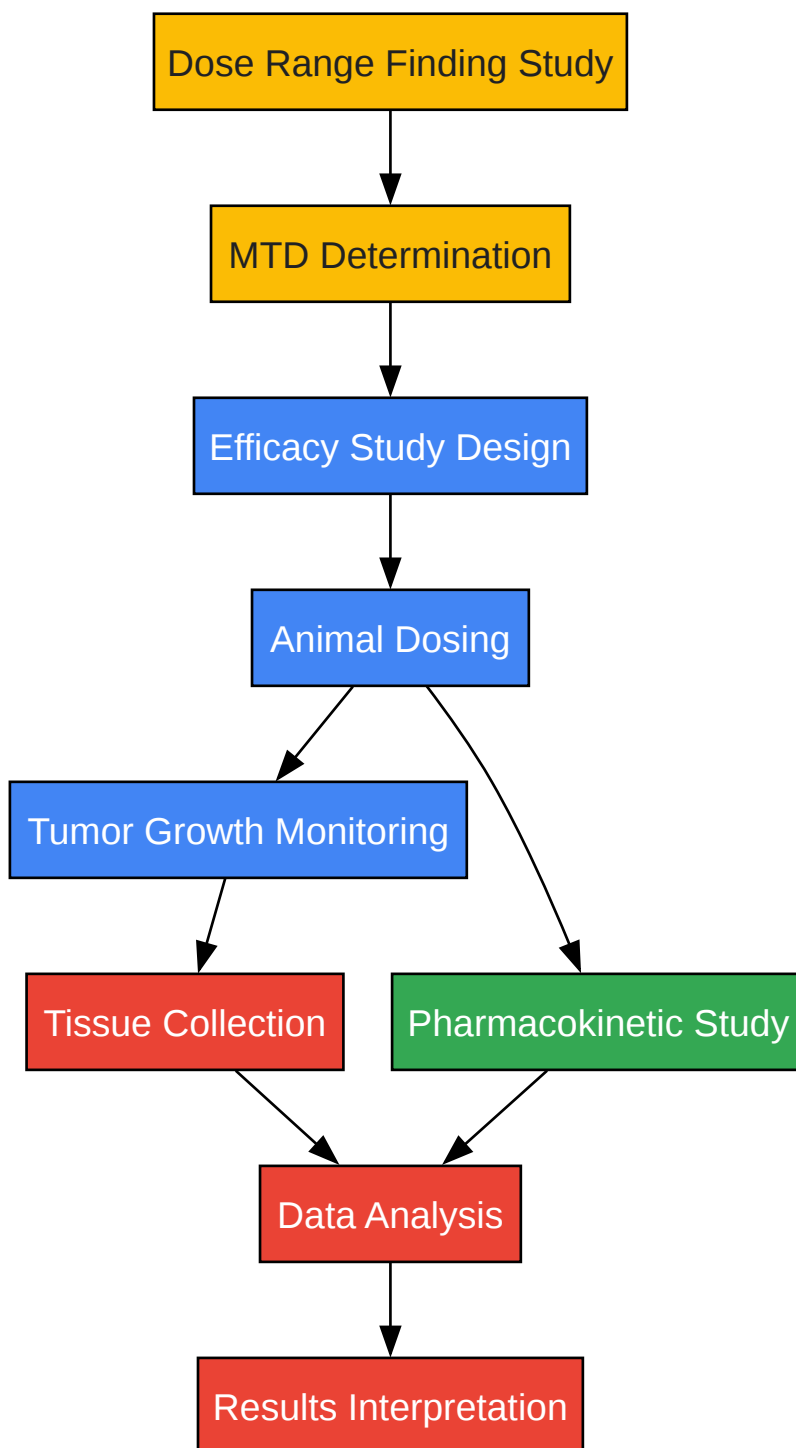 Dose Range Finding Study
MTD Determination
Efficacy Study Design
Animal Dosing
Tumor Growth Monitoring
Tissue Collection
Pharmacokinetic Study
Data Analysis
Results Interpretation